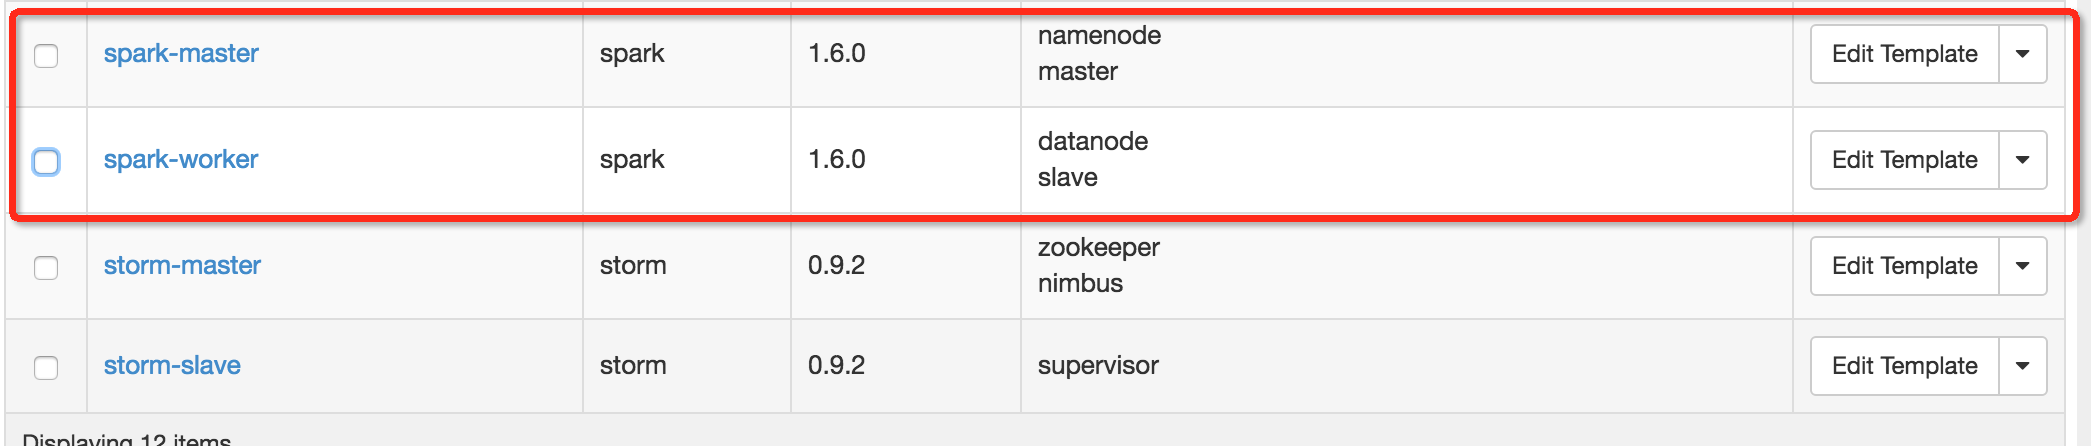 spark-master spark 1.6.0 namenode master Edit Template
spark-worker spark 1.6.0 datanode slave Edit Template
storm-master storm 0.9.2 zookeeper nimbus Edit Template
storm-slave storm 0.9.2 supervisor Edit Template
Displaying 12 items